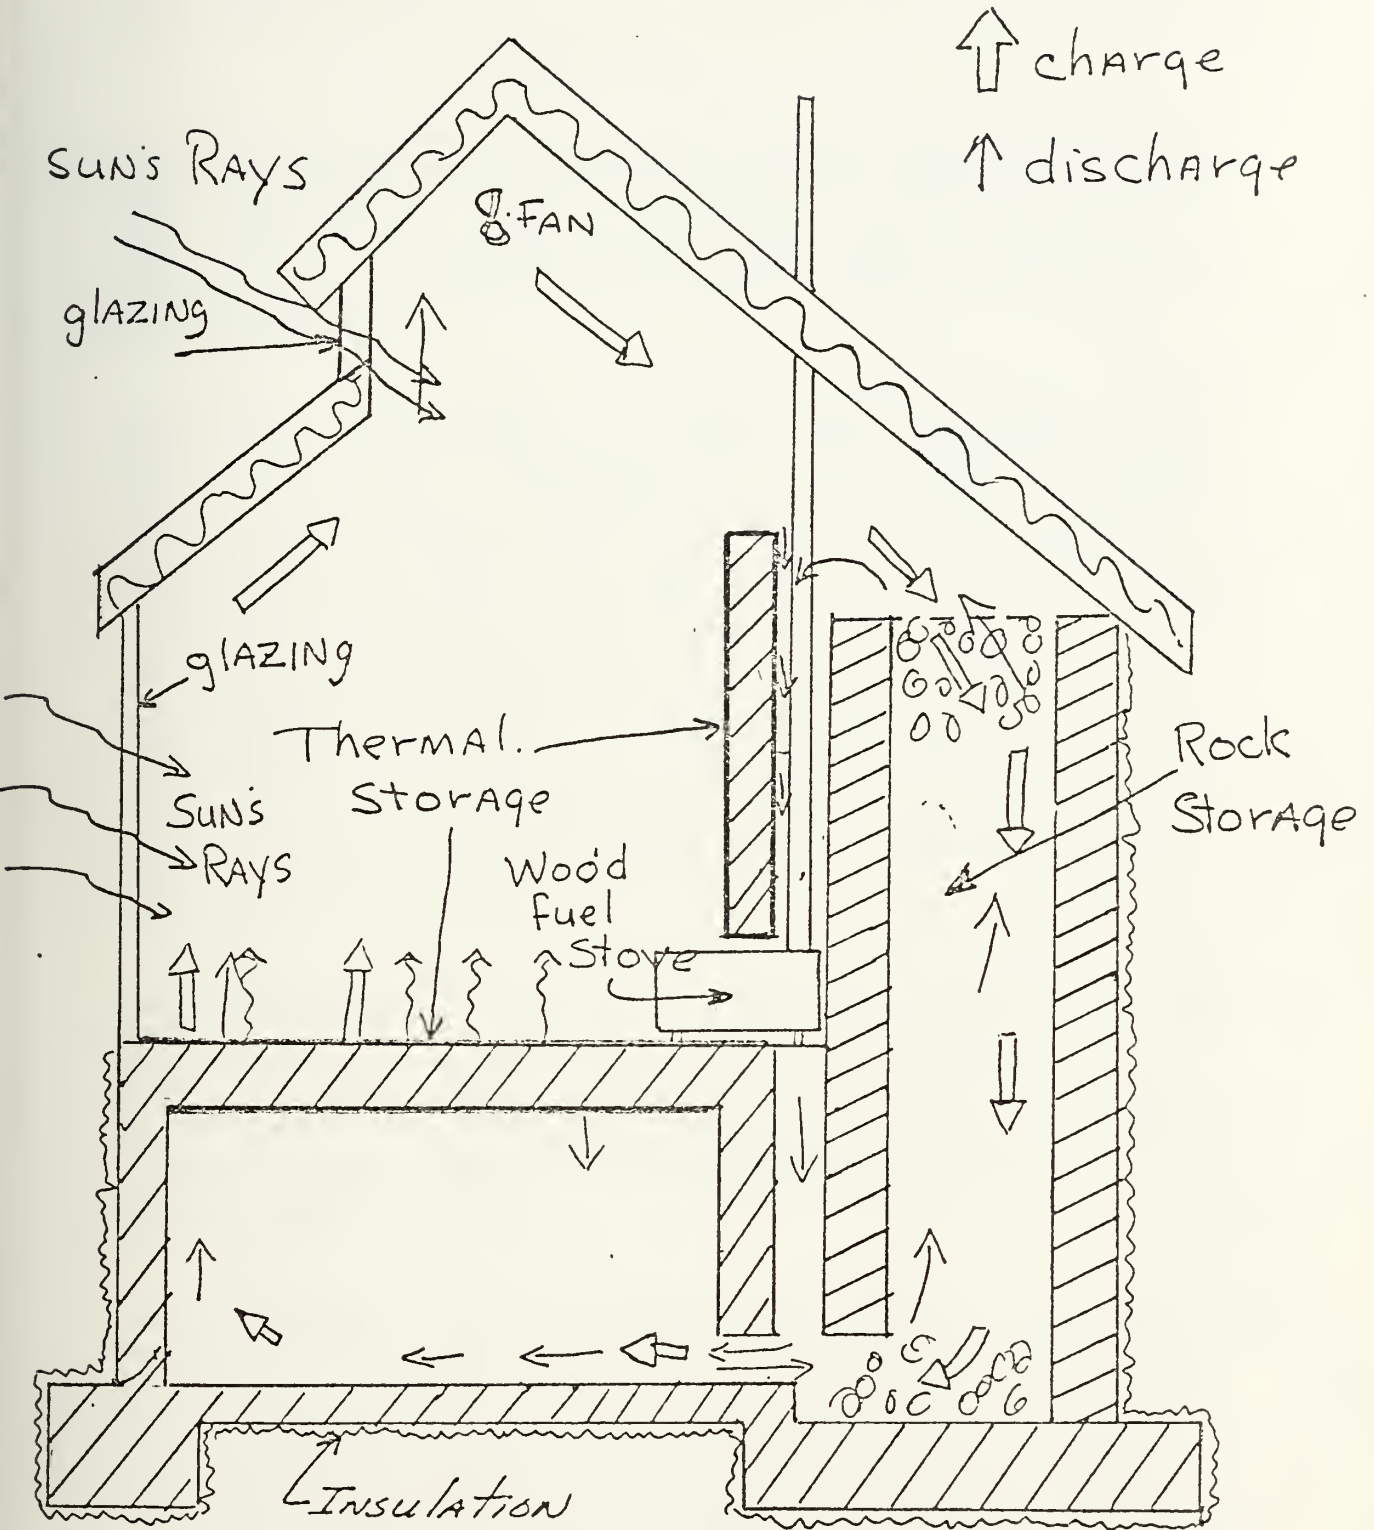 charge
discharge
SUN'S RAYS
FAN
glAZING
glAZING
Thermal.
Storage
Rock
Storage
Sun's
RAYS
Wood
Fuel
Stove
Insulation